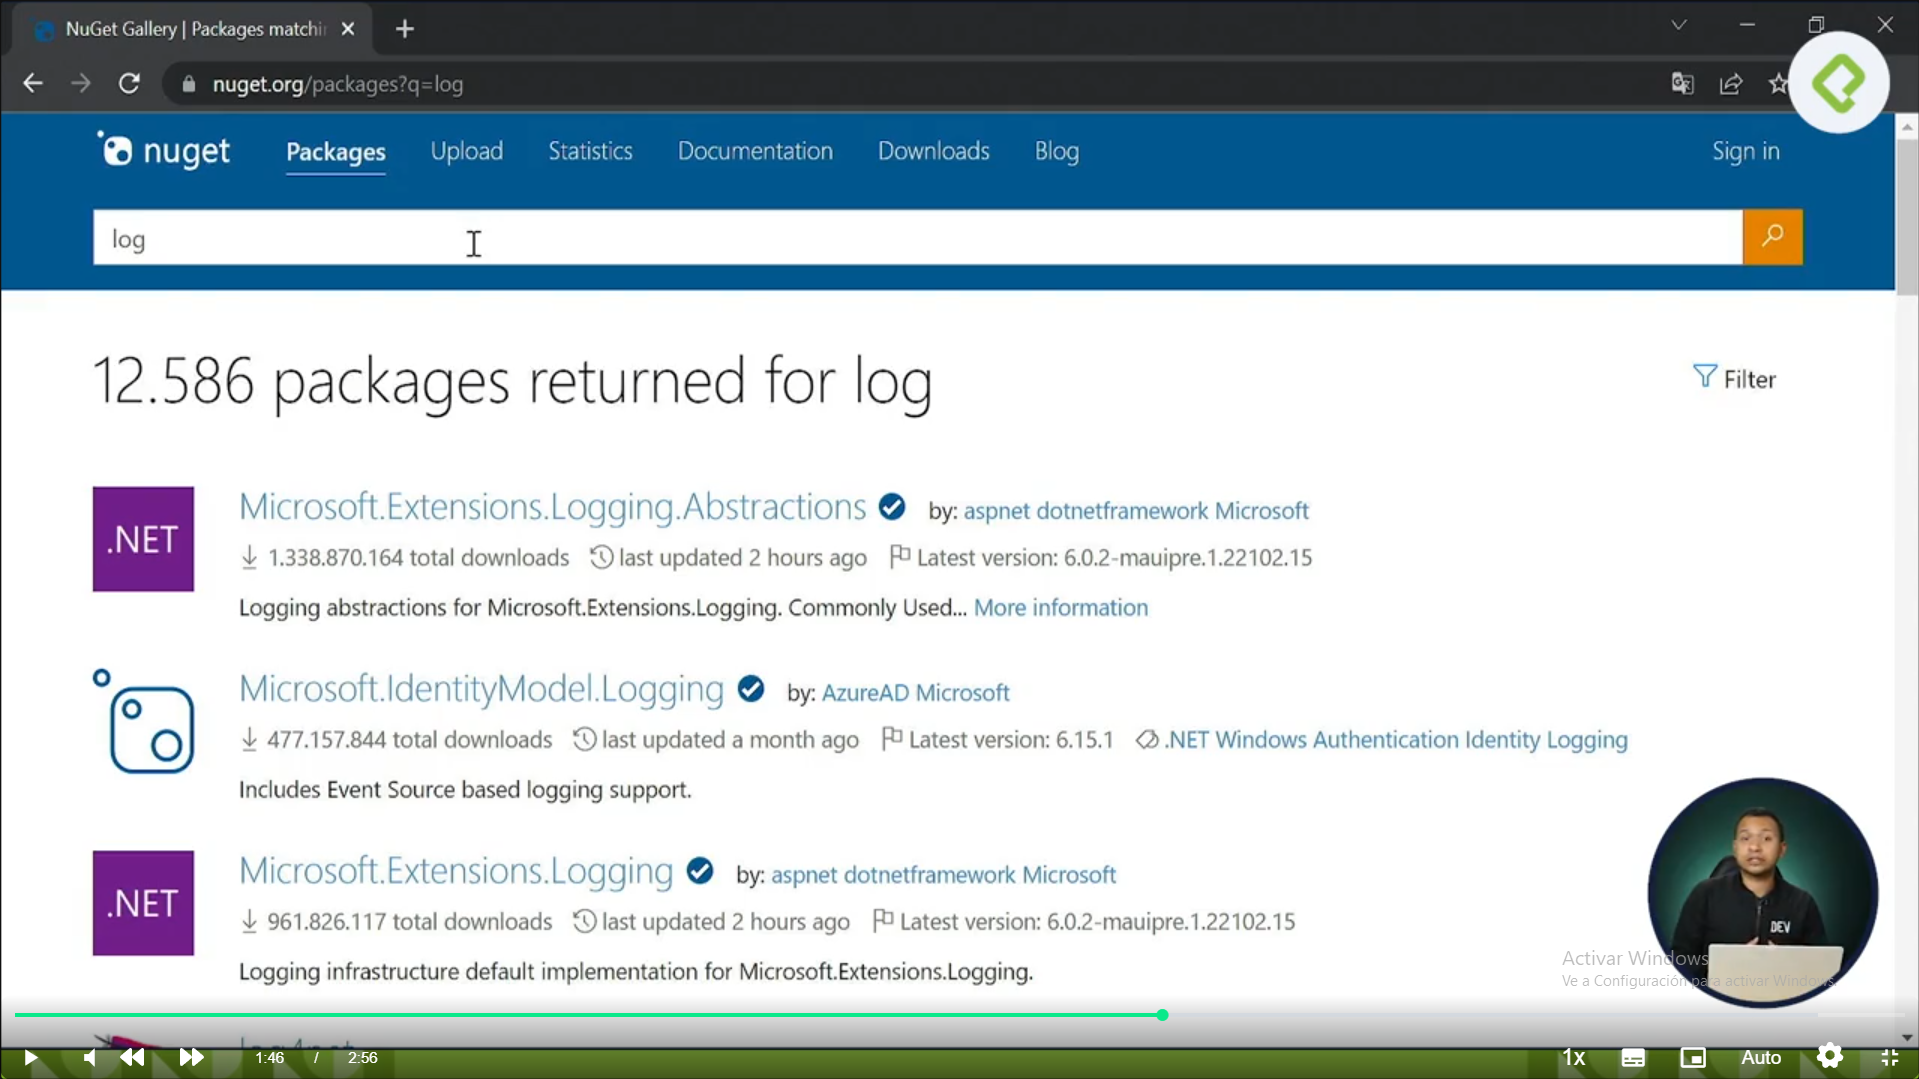 NuGet Gallery | Packages matchi
nuget.org/packages?q=log
nuget Packages Upload Statistics Documentation Downloads Blog Sign in
log
12.586 packages returned for log
Filter
.NET
Microsoft.Extensions.Logging.Abstractions by: aspnet dotnetframework Microsoft
1.338.870.164 total downloads last updated 2 hours ago Latest version: 6.0.2-mauipre.1.22102.15
Logging abstractions for Microsoft.Extensions.Logging. Commonly Used... More information
Microsoft.IdentityModel.Logging by: AzureAD Microsoft
477.157.844 total downloads last updated a month ago Latest version: 6.15.1 .NET Windows Authentication Identity Logging
Includes Event Source based logging support.
.NET
Microsoft.Extensions.Logging by: aspnet dotnetframework Microsoft
961.826.117 total downloads last updated 2 hours ago Latest version: 6.0.2-mauipre.1.22102.15
Logging infrastructure default implementation for Microsoft.Extensions.Logging.
DEV
Activar Windows
Ve a Configuración para activar Windows.
1:46 / 2:56
1x
Auto